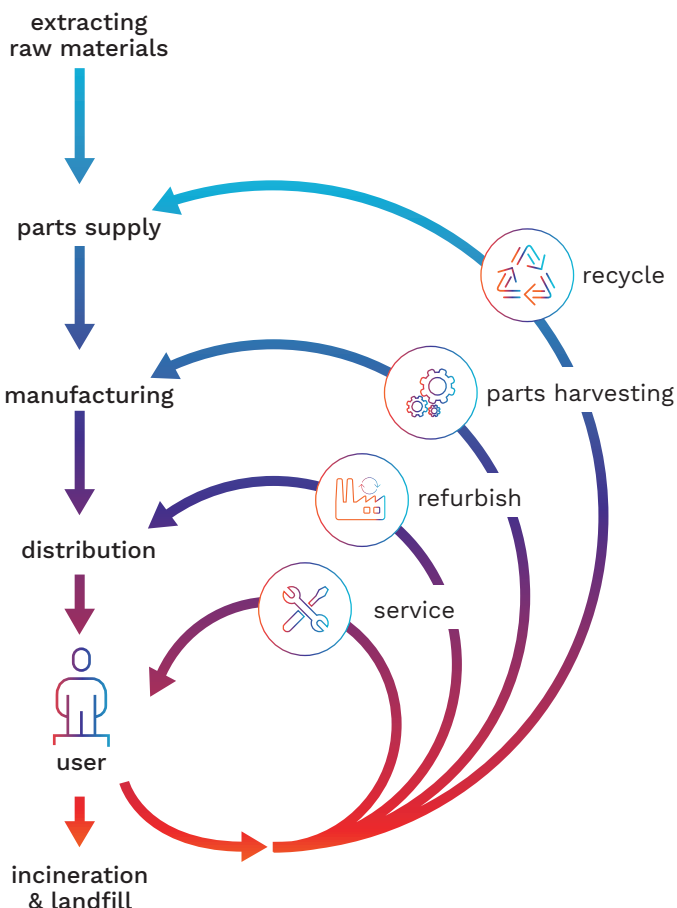 extracting
raw materials
parts supply
recycle
manufacturing
parts harvesting
refurbish
distribution
service
user
incineration
& landfill